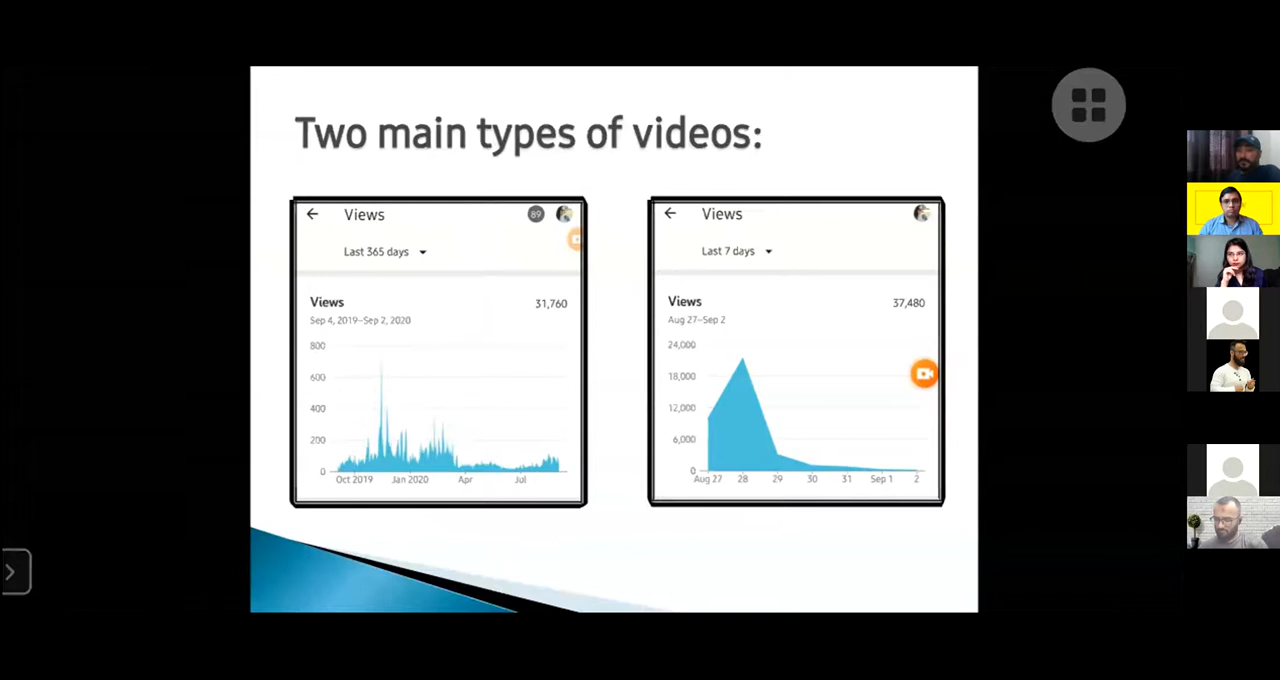 Two main types of videos:
Views
89
Last 365 days
Views
31,760
Sep 4, 2019–Sep 2, 2020
800
600
400
200
0
Oct 2019
Jan 2020
Apr
Jul
Views
Last 7 days
Views
37,480
Aug 27–Sep 2
24,000
18,000
12,000
6,000
0
Aug 27
28
29
30
31
Sep 1
2